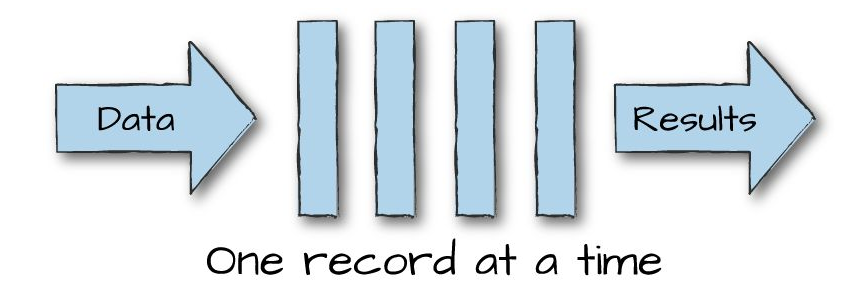 Data
Results
One record at a time